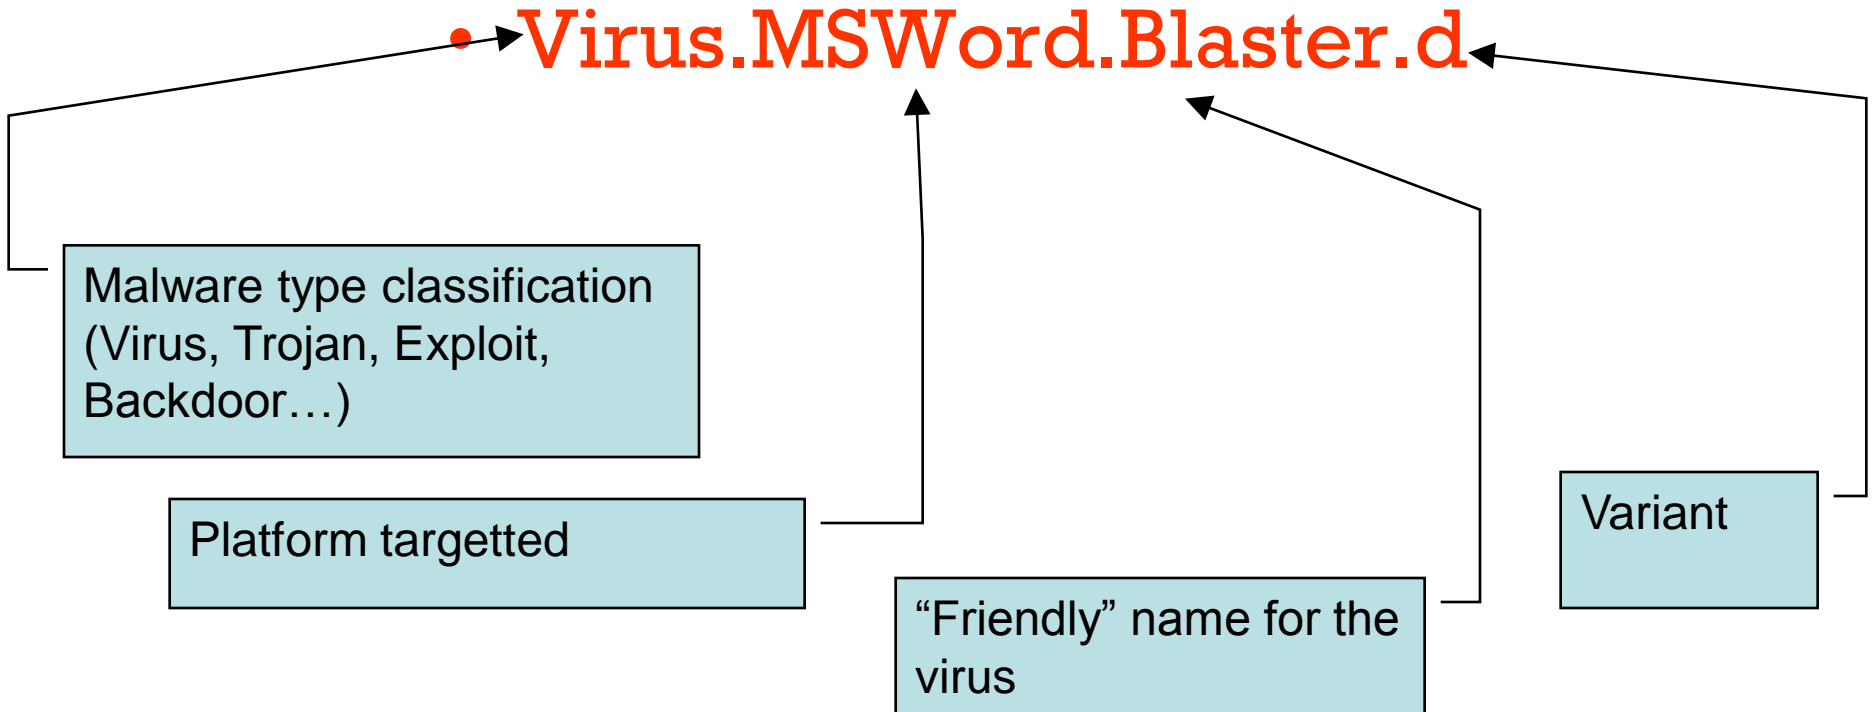 • Virus.MSWord.Blaster.d
Malware type classification
(Virus, Trojan, Exploit,
Backdoor…)
Platform targetted
“Friendly” name for the
virus
Variant